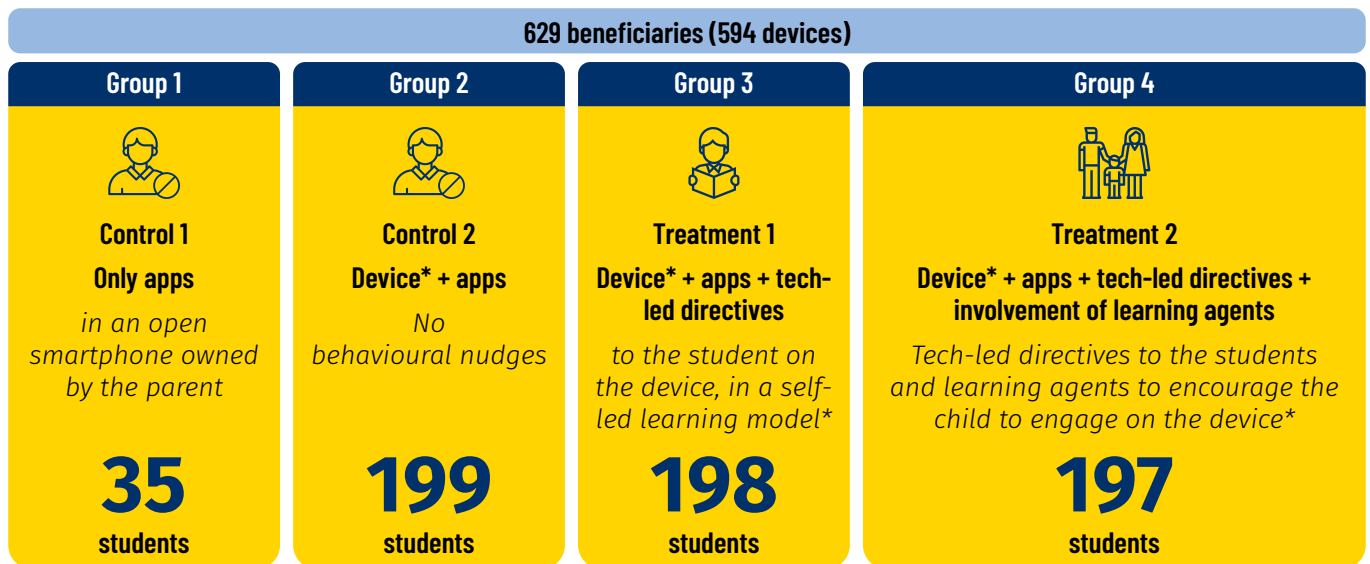 629 beneficiaries (594 devices)
Group 1
Control 1
Only apps
in an open
smartphone owned
by the parent
35
students
Group 2
Control 2
Device* + apps
No
behavioural nudges
199
students
Group 3
Treatment 1
Device* + apps + tech-
led directives
to the student on
the device, in a self-
led learning model*
198
students
Group 4
Treatment 2
Device* + apps + tech-led directives +
involvement of learning agents
Tech-led directives to the students
and learning agents to encourage the
child to engage on the device*
197
students